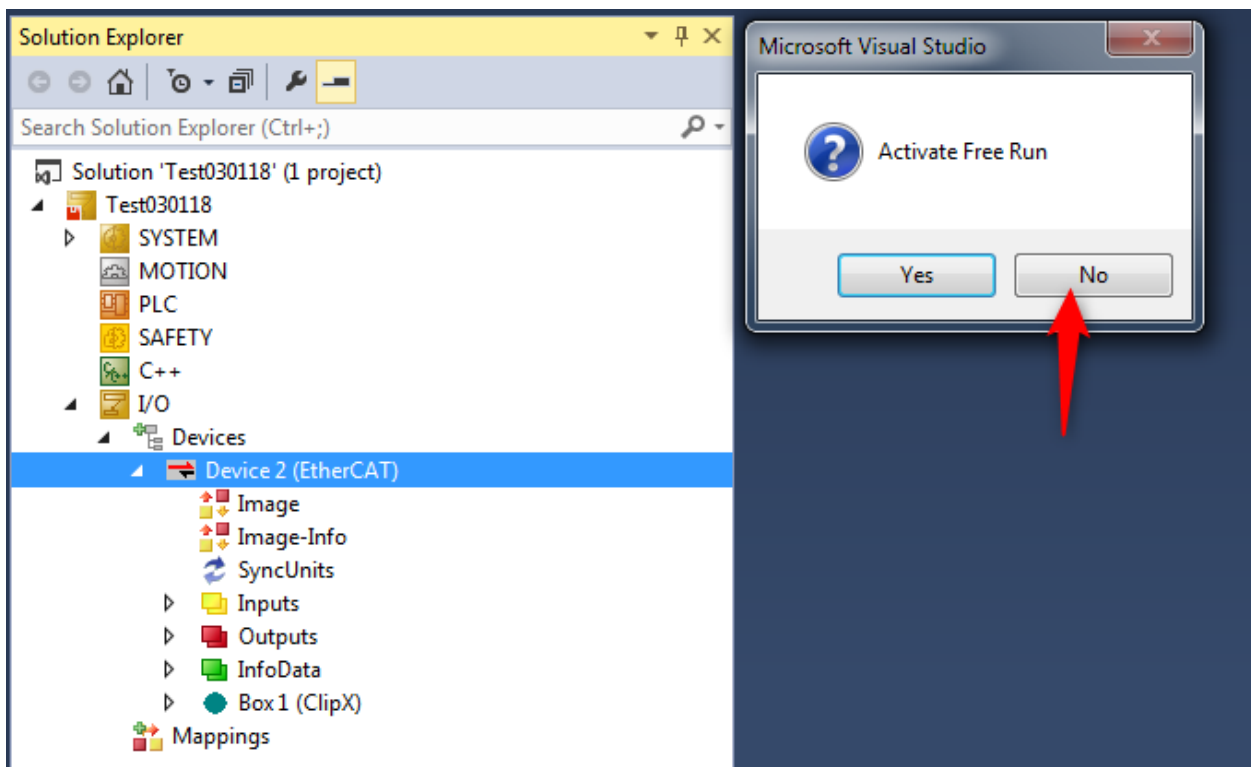 Solution Explorer
Search Solution Explorer (Ctrl+;)
Solution 'Test030118' (1 project)
Test030118
SYSTEM
MOTION
PLC
SAFETY
C++
I/O
Devices
Device 2 (EtherCAT)
Image
Image-Info
SyncUnits
Inputs
Outputs
InfoData
Box 1 (ClipX)
Mappings
Microsoft Visual Studio
Activate Free Run
Yes No